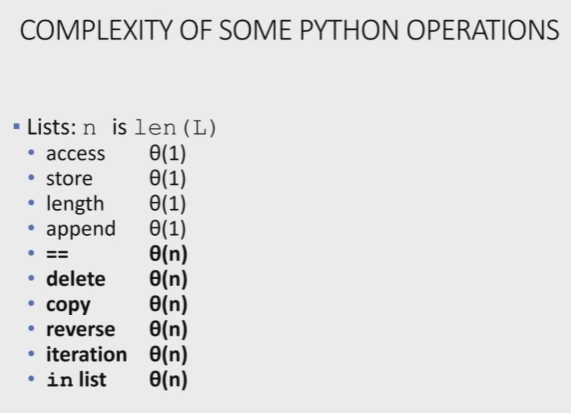 COMPLEXITY OF SOME PYTHON OPERATIONS
▪ Lists: n is len(L)
• access θ(1)
• store θ(1)
• length θ(1)
• append θ(1)
• == θ(n)
• delete θ(n)
• copy θ(n)
• reverse θ(n)
• iteration θ(n)
• in list θ(n)